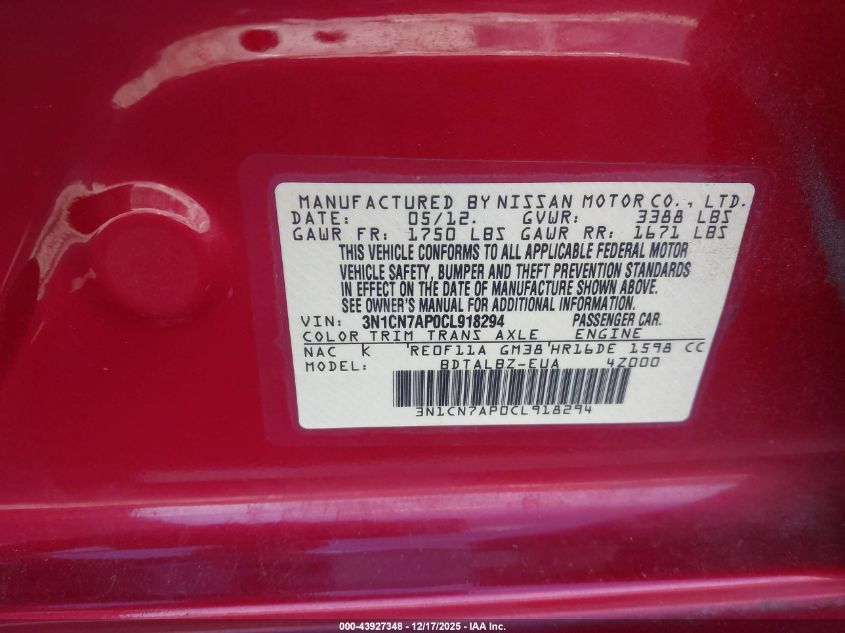 MANUFACTURED BY NISSAN MOTOR CO., LTD.
DATE: 05/12. GVWR: 3388 LBS
GAWR FR: 1750 LBS GAWR RR: 1671 LBS
THIS VEHICLE CONFORMS TO ALL APPLICABLE FEDERAL MOTOR
VEHICLE SAFETY, BUMPER AND THEFT PREVENTION STANDARDS
IN EFFECT ON THE DATE OF MANUFACTURE SHOWN ABOVE.
SEE OWNER'S MANUAL FOR ADDITIONAL INFORMATION.
VIN: 3N1CN7AP0CL918294 PASSENGER CAR.
COLOR TRIM TRANS AXLE ENGINE
NAC K 'RE0F11A GM38'HR16DE 1598 CC
MODEL: BDTALBZ-EUA 4Z000
3N1CN7AP0CL918294
000-43927348 - 12/17/2025 - IAA Inc.